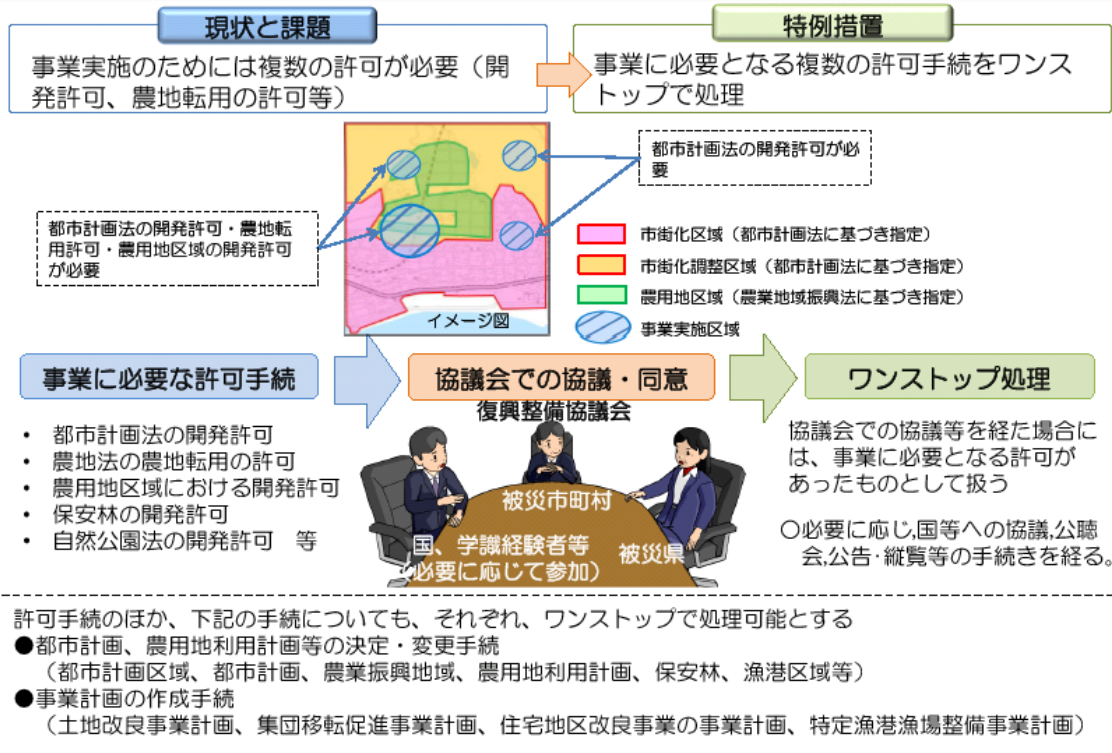 現状と課題
事業実施のためには複数の許可が必要（開
発許可、農地転用の許可等）
特例措置
事業に必要となる複数の許可手続をワンス
トップで処理
都市計画法の開発許可が必
要
都市計画法の開発許可・農地転
用許可・農用地区域の開発許可
が必要
市街化区域（都市計画法に基づき指定）
市街化調整区域（都市計画法に基づき指定）
農用地区域（農業地域振興法に基づき指定）
事業実施区域
イメージ図
事業に必要な許可手続
• 都市計画法の開発許可
• 農地法の農地転用の許可
• 農用地区域における開発許可
• 保安林の開発許可
• 自然公園法の開発許可　等
協議会での協議・同意
復興整備協議会
被災市町村
国、学識経験者等
（必要に応じて参加）
被災県
ワンストップ処理
協議会での協議等を経た場合に
は、事業に必要となる許可が
あったものとして扱う
○必要に応じ,国等への協議,公聴
会,公告･縦覧等の手続きを経る。
許可手続のほか、下記の手続についても、それぞれ、ワンストップで処理可能とする
●都市計画、農用地利用計画等の決定・変更手続
（都市計画区域、都市計画、農業振興地域、農用地利用計画、保安林、漁港区域等）
●事業計画の作成手続
（土地改良事業計画、集団移転促進事業計画、住宅地区改良事業の事業計画、特定漁港漁場整備事業計画）